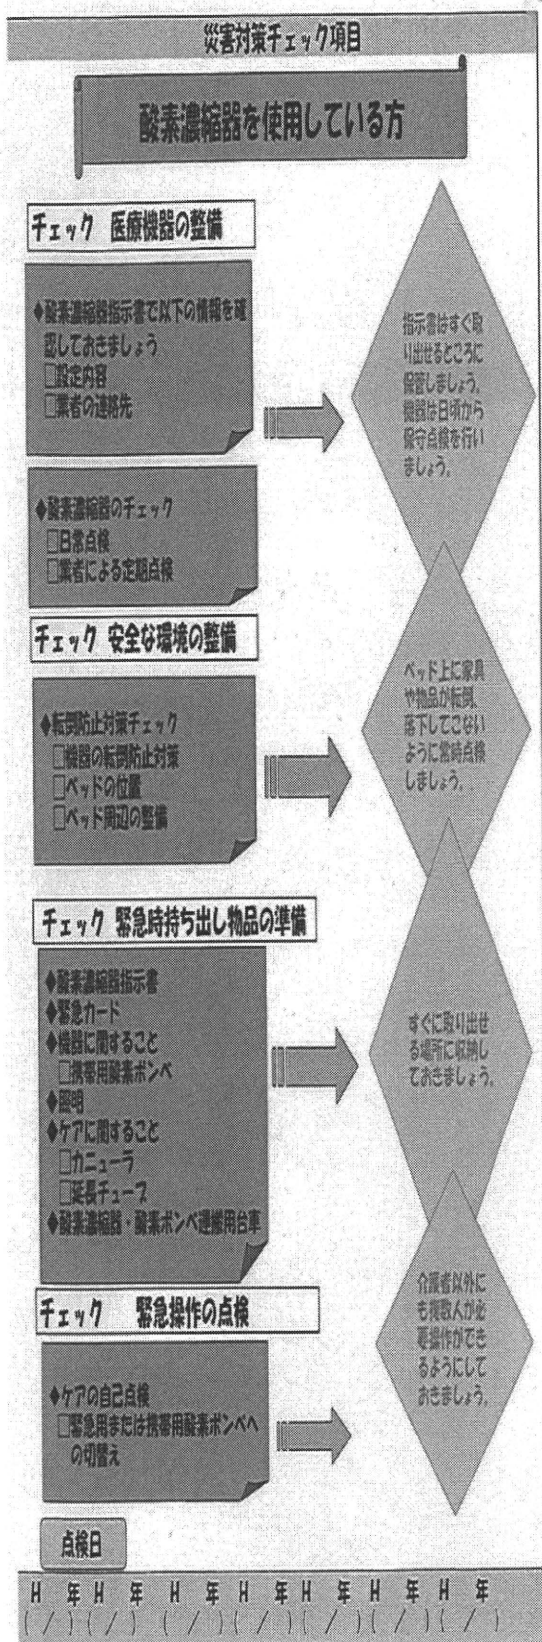 災害対策チェック項目
酸素濃縮器を使用している方
チェック 医療機器の整備
◆酸素濃縮器指示書で以下の情報を確
認しておきましょう
□設定内容
□業者の連絡先
指示書はすぐ取
り出せるところに
保管しましょう。
機器は日頃から
保守点検を行い
ましょう。
◆酸素濃縮器のチェック
□日常点検
□業者による定期点検
チェック 安全な環境の整備
◆転倒防止対策チェック
□機器の転倒防止対策
□ベッドの位置
□ベッド周辺の整備
ベッド上に家具
や物品が転倒、
落下してこない
ように常時点検
しましょう。
チェック 緊急時持ち出し物品の準備
◆酸素濃縮器指示書
◆緊急カード
◆機器に関すること
□携帯用酸素ボンベ
◆照明
◆ケアに関すること
□カニューラ
□延長チューブ
◆酸素濃縮器・酸素ボンベ運搬用台車
すぐに取り出せ
る場所に収納し
ておきましょう。
チェック 緊急操作の点検
◆ケアの自己点検
□緊急用または携帯用酸素ボンベへ
の切替え
介護者以外に
も複数人が必
要操作ができ
るようにして
おきましょう。
点検日
H 年 H 年 H 年 H 年 H 年 H 年
( / ) ( / ) ( / ) ( / ) ( / ) ( / )